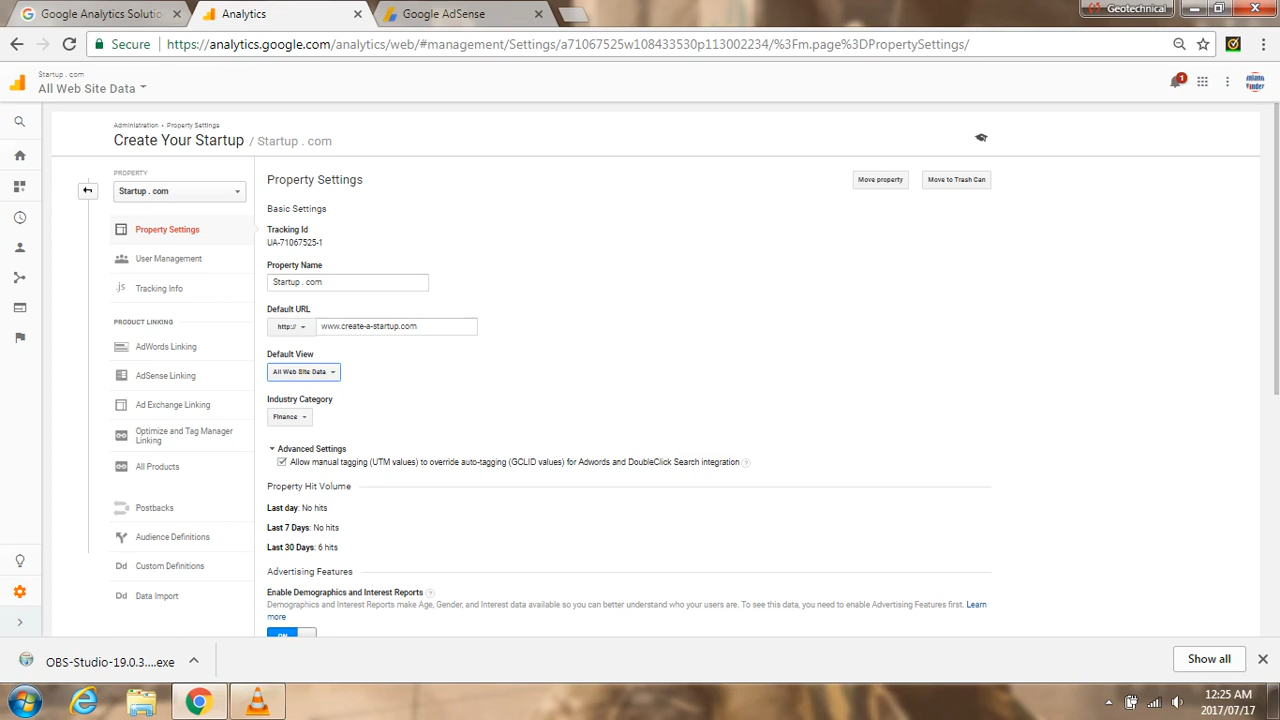 Google Analytics Solutio
Analytics
Google AdSense
Geotechnical
Secure
https://analytics.google.com/analytics/web/#management/Settings/a71067525w108433530p113002234/%3Fm.page%3DPropertySettings/
Startup . com
All Web Site Data
1
Administration › Property Settings
Create Your Startup / Startup . com
PROPERTY
Startup . com
Property Settings
User Management
.js Tracking Info
PRODUCT LINKING
AdWords Linking
AdSense Linking
Ad Exchange Linking
Optimize and Tag Manager
Linking
All Products
Postbacks
Audience Definitions
Dd Custom Definitions
Dd Data Import
Property Settings
Move property
Move to Trash Can
Basic Settings
Tracking Id
UA-71067525-1
Property Name
Startup . com
Default URL
http:// www.create-a-startup.com
Default View
All Web Site Data
Industry Category
Finance
Advanced Settings
Allow manual tagging (UTM values) to override auto-tagging (GCLID values) for Adwords and DoubleClick Search integration ?
Property Hit Volume
Last day: No hits
Last 7 Days: No hits
Last 30 Days: 6 hits
Advertising Features
Enable Demographics and Interest Reports ?
Demographics and Interest Reports make Age, Gender, and Interest data available so you can better understand who your users are. To see this data, you need to enable Advertising Features first. Learn
more
ON
OBS-Studio-19.0.3....exe
Show all
12:25 AM
2017/07/17